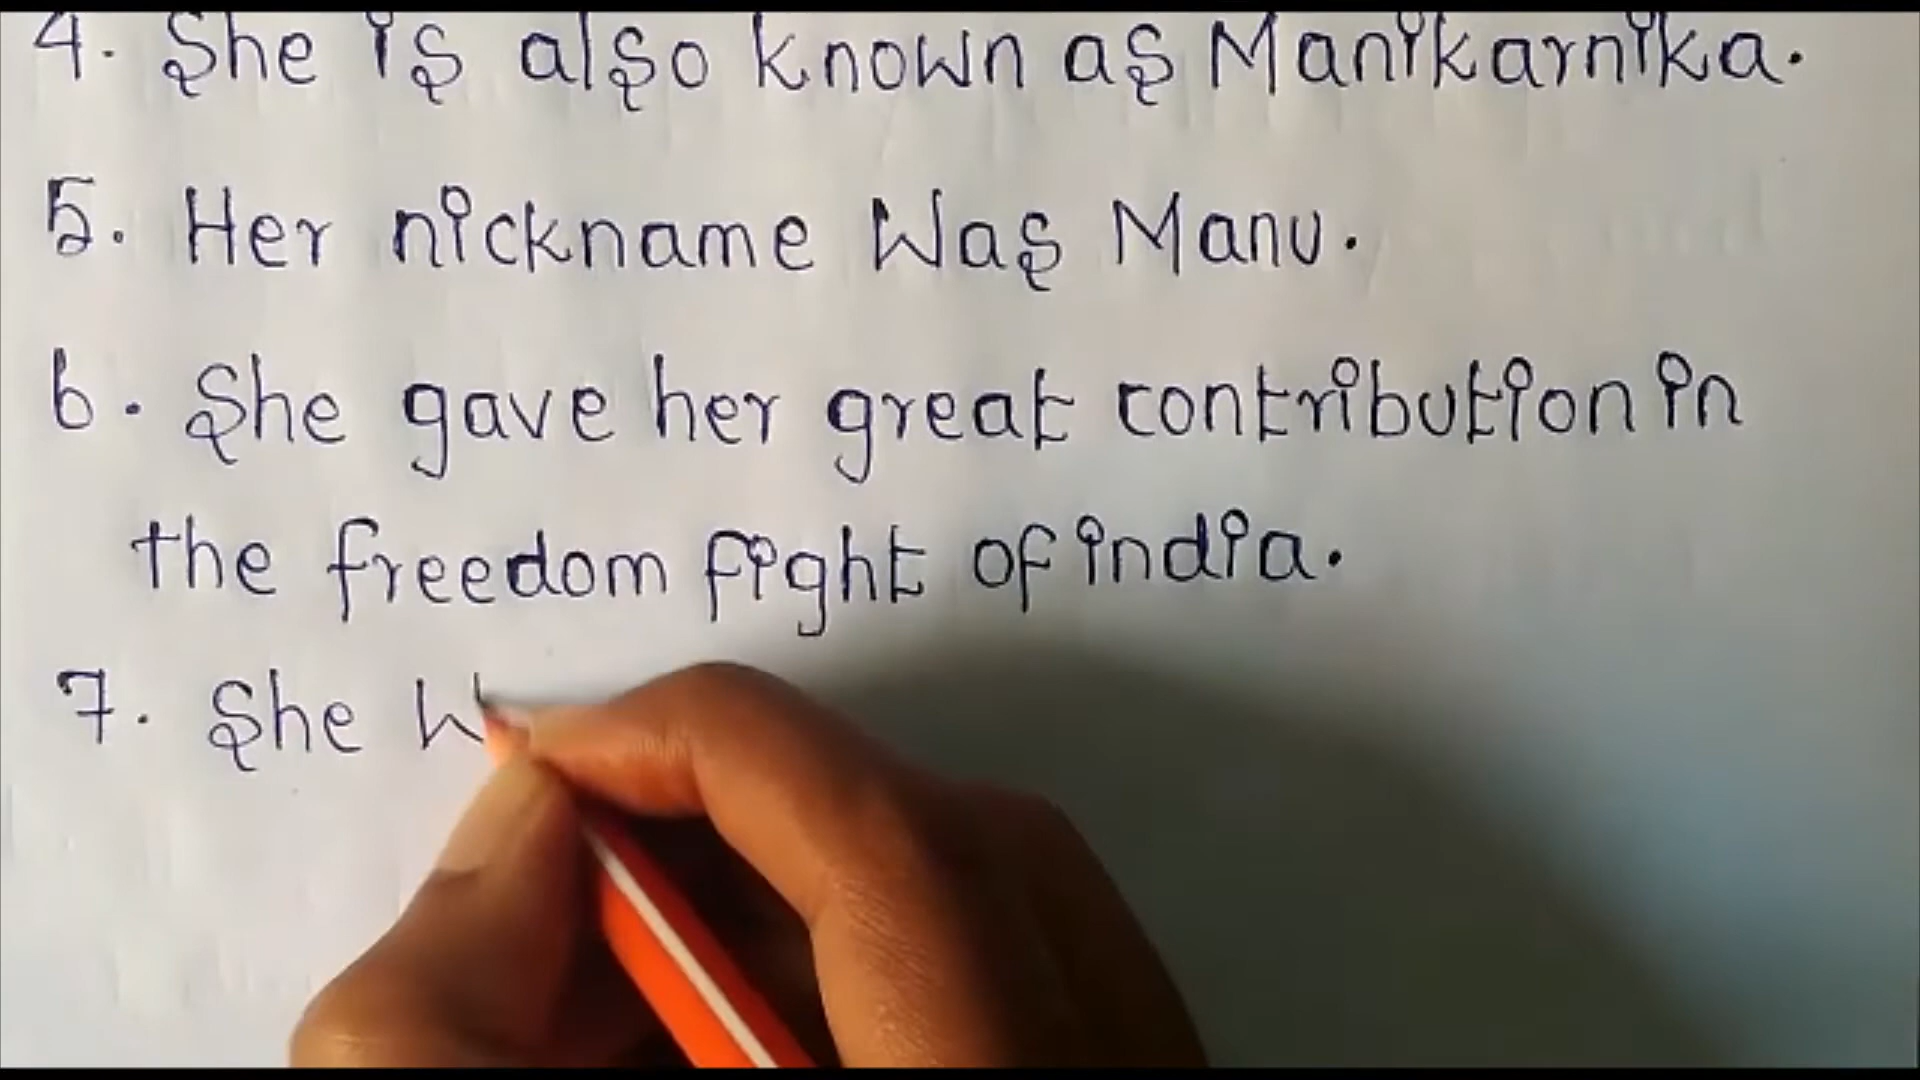 4. She is also known as Manikarnika.
5. Her nickname Was Manu.
6. She gave her great contribution in
the freedom fight of india.
7. She W